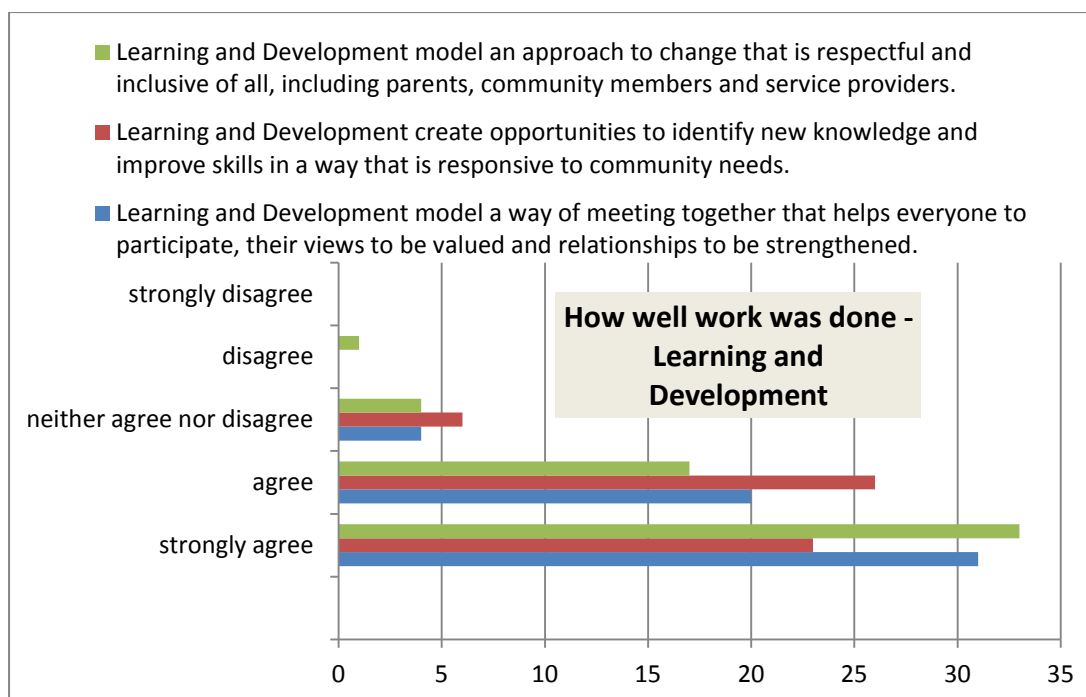 Learning and Development model an approach to change that is respectful and
inclusive of all, including parents, community members and service providers.
Learning and Development create opportunities to identify new knowledge and
improve skills in a way that is responsive to community needs.
Learning and Development model a way of meeting together that helps everyone to
participate, their views to be valued and relationships to be strengthened.
How well work was done -
Learning and
Development
strongly disagree
disagree
neither agree nor disagree
agree
strongly agree
0 5 10 15 20 25 30 35